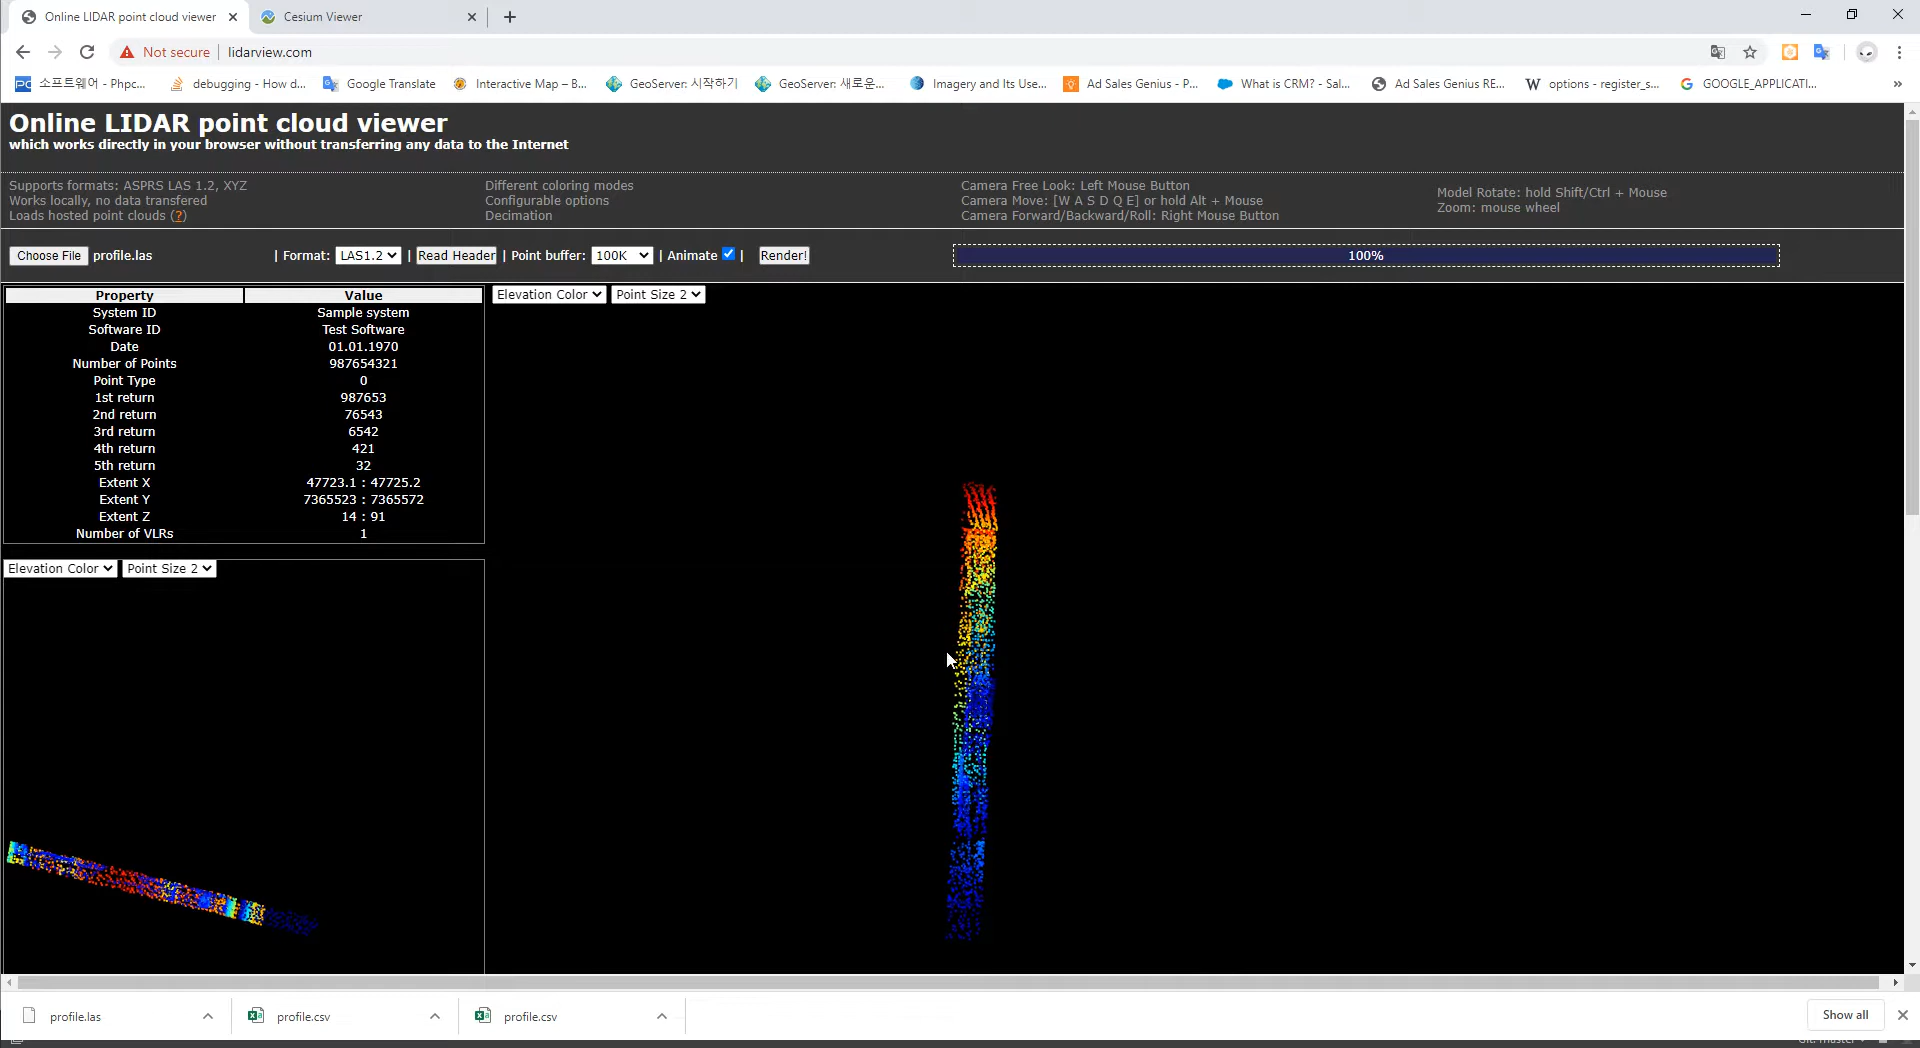 Online LIDAR point cloud viewer
Cesium Viewer
Not secure
lidarview.com
소프트웨어 - Phpc...
debugging - How d...
Google Translate
Interactive Map – B...
GeoServer: 시작하기
GeoServer: 새로운...
Imagery and Its Use...
Ad Sales Genius - P...
What is CRM? - Sal...
Ad Sales Genius RE...
options - register_s...
GOOGLE_APPLICATI...
Online LIDAR point cloud viewer
which works directly in your browser without transferring any data to the Internet
Supports formats: ASPRS LAS 1.2, XYZ
Works locally, no data transfered
Loads hosted point clouds (?)
Different coloring modes
Configurable options
Decimation
Camera Free Look: Left Mouse Button
Camera Move: [W A S D Q E] or hold Alt + Mouse
Camera Forward/Backward/Roll: Right Mouse Button
Model Rotate: hold Shift/Ctrl + Mouse
Zoom: mouse wheel
Choose File profile.las | Format: LAS1.2 | Read Header | Point buffer: 100K | Animate | Render! 100%
Property Value
System ID Sample system
Software ID Test Software
Date 01.01.1970
Number of Points 987654321
Point Type 0
1st return 987653
2nd return 76543
3rd return 6542
4th return 421
5th return 32
Extent X 47723.1 : 47725.2
Extent Y 7365523 : 7365572
Extent Z 14 : 91
Number of VLRs 1
Elevation Color Point Size 2
Elevation Color Point Size 2
profile.las
profile.csv
profile.csv
Show all